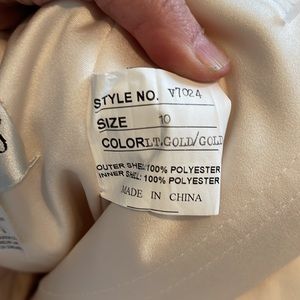 STYLE NO. V7024
SIZE 10
COLOR LT.GOLD/GOLD
OUTER SHELL: 100% POLYESTER
INNER SHELL: 100% POLYESTER
MADE IN CHINA